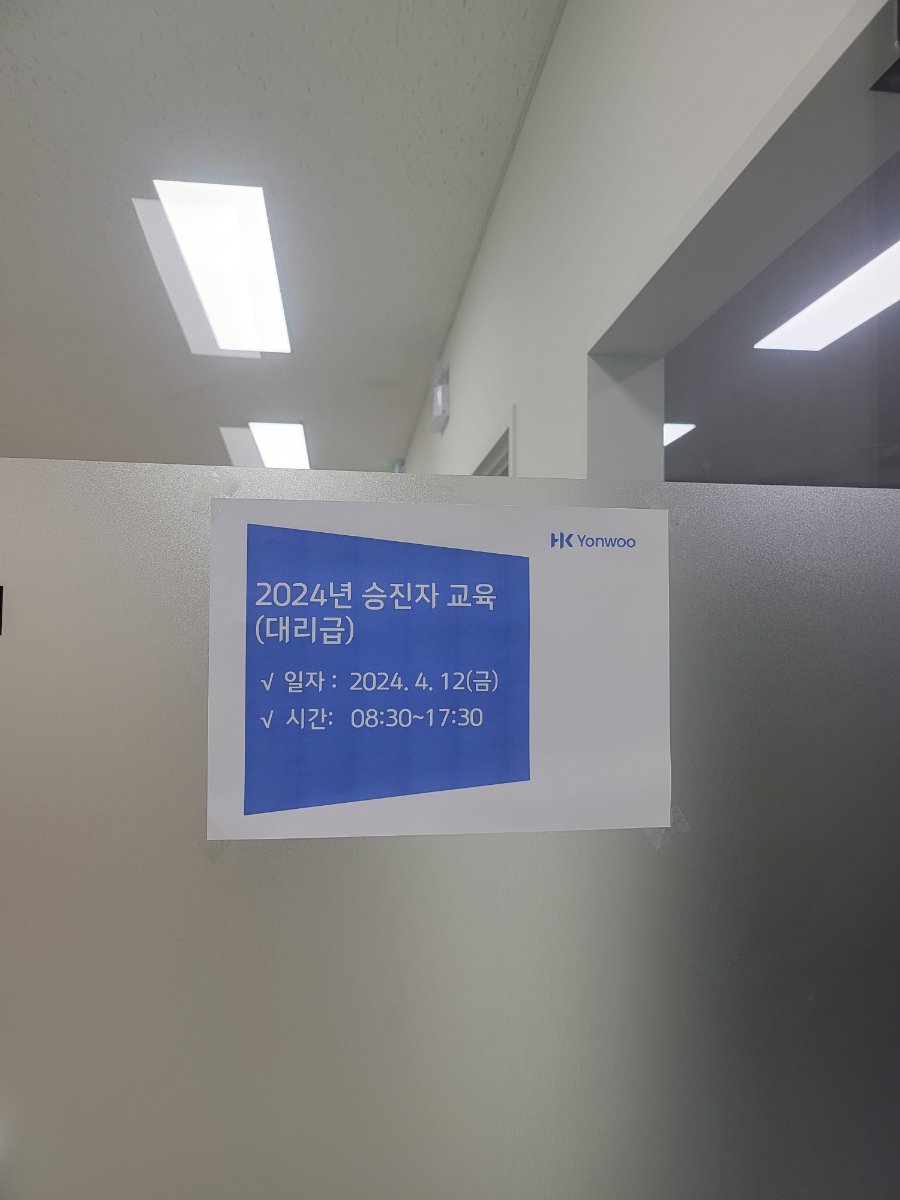 HK Yonwoo
2024년 승진자 교육
(대리급)
√ 일자 : 2024. 4. 12(금)
√ 시간: 08:30~17:30